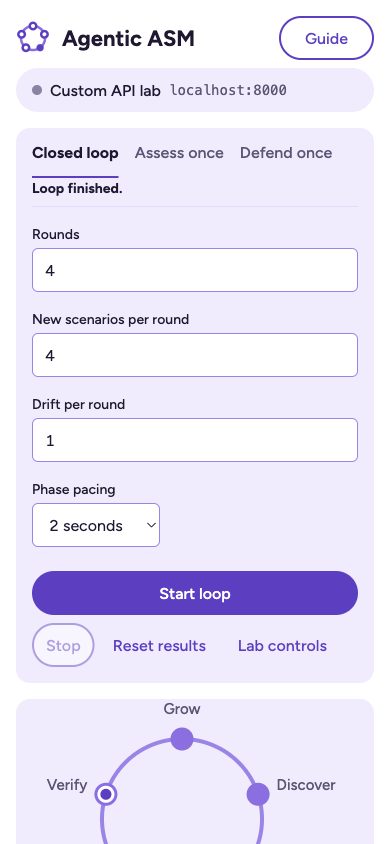 Agentic ASM
Guide
Custom API lab localhost:8000
Closed loop Assess once Defend once
Loop finished.
Rounds
4
New scenarios per round
4
Drift per round
1
Phase pacing
2 seconds
Start loop
Stop Reset results Lab controls
Grow
Verify Discover